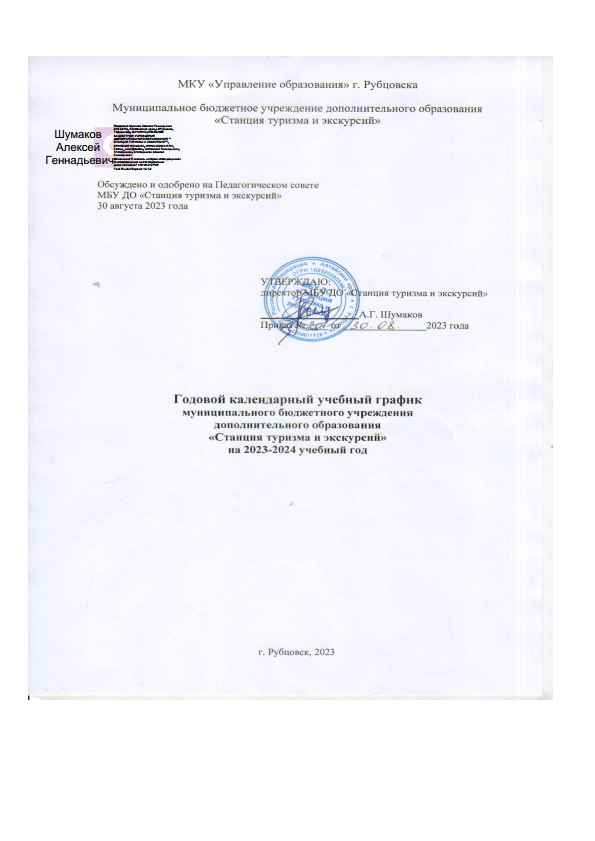 МКУ «Управление образования» г. Рубцовска
Муниципальное бюджетное учреждение дополнительного образования
«Станция туризма и экскурсий»
Шумаков
Алексей
Геннадьевич
Обсуждено и одобрено на Педагогическом совете
МБУ ДО «Станция туризма и экскурсий»
30 августа 2023 года
УТВЕРЖДАЮ:
директор МБУ ДО «Станция туризма и экскурсий»
А.Г. Шумаков
Приказ № 201 от 30.08. 2023 года
Годовой календарный учебный график
муниципального бюджетного учреждения
дополнительного образования
«Станция туризма и экскурсий»
на 2023-2024 учебный год
г. Рубцовск, 2023